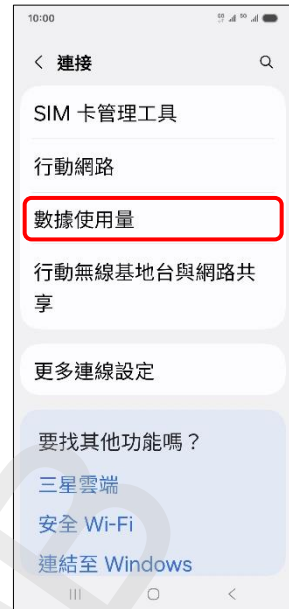 10:00
連接
SIM 卡管理工具
行動網路
數據使用量
行動無線基地台與網路共
享
更多連線設定
要找其他功能嗎？
三星雲端
安全 Wi-Fi
連結至 Windows